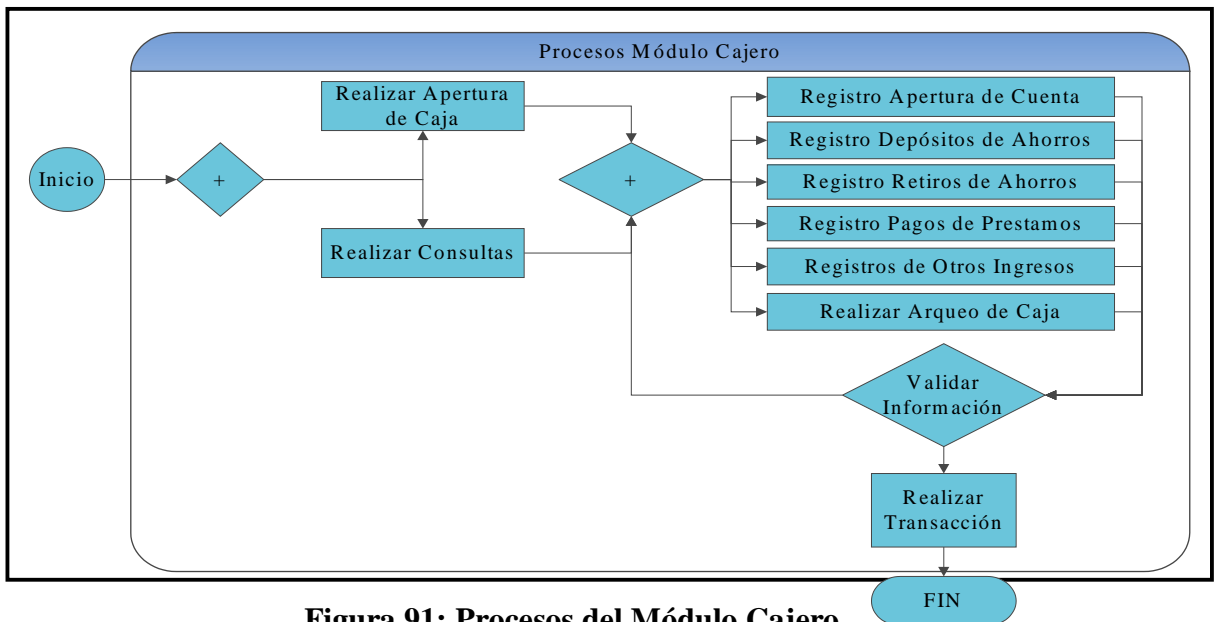 Procesos Módulo Cajero
Realizar Apertura
de Caja
Inicio
+
Realizar Consultas
+
Registro Apertura de Cuenta
Registro Depósitos de Ahorros
Registro Retiros de Ahorros
Registro Pagos de Prestamos
Registros de Otros Ingresos
Realizar Arqueo de Caja
Validar
Información
Realizar
Transacción
FIN
Figura 91: Procesos del Módulo Cajero